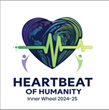 HEARTBEAT
OF HUMANITY
Inner Wheel 2024-25